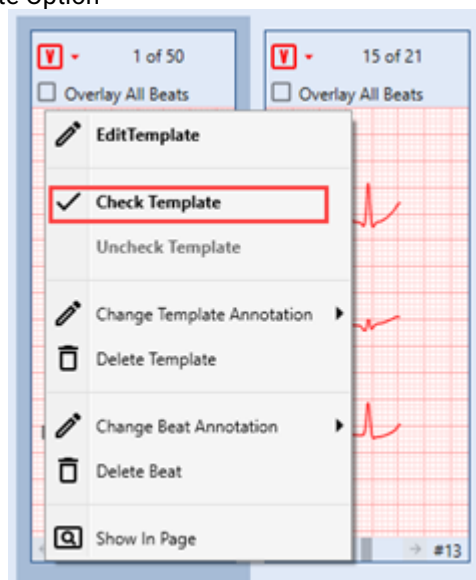 te Option
V 1 of 50
V 15 of 21
Overlay All Beats
Overlay All Beats
EditTemplate
Check Template
Uncheck Template
Change Template Annotation
Delete Template
Change Beat Annotation
Delete Beat
Show In Page
#13